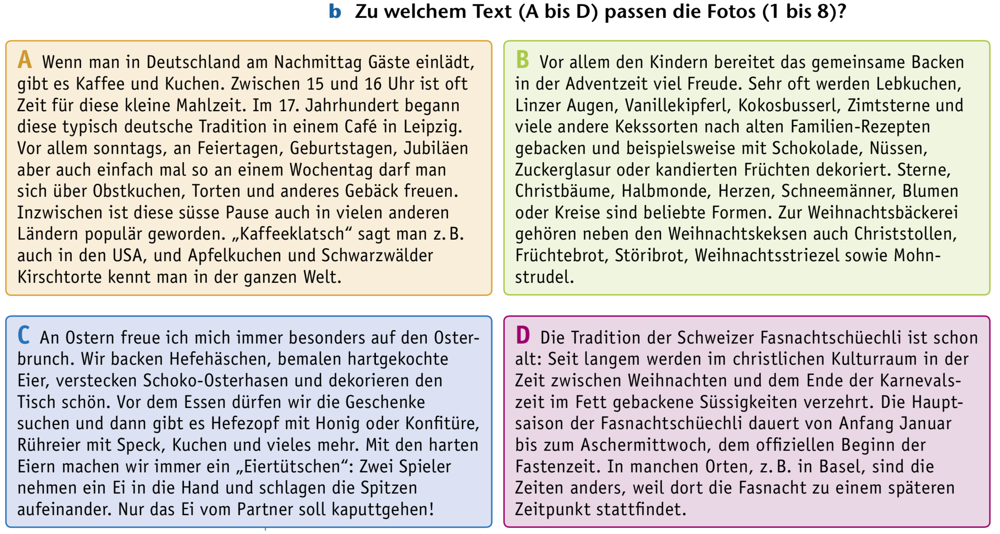 b Zu welchem Text (A bis D) passen die Fotos (1 bis 8)?
A Wenn man in Deutschland am Nachmittag Gäste einlädt,
gibt es Kaffee und Kuchen. Zwischen 15 und 16 Uhr ist oft
Zeit für diese kleine Mahlzeit. Im 17. Jahrhundert begann
diese typisch deutsche Tradition in einem Café in Leipzig.
Vor allem sonntags, an Feiertagen, Geburtstagen, Jubiläen
aber auch einfach mal so an einem Wochentag darf man
sich über Obstkuchen, Torten und anderes Gebäck freuen.
Inzwischen ist diese süsse Pause auch in vielen anderen
Ländern populär geworden. „Kaffeeklatsch“ sagt man z. B.
auch in den USA, und Apfelkuchen und Schwarzwälder
Kirschtorte kennt man in der ganzen Welt.
B Vor allem den Kindern bereitet das gemeinsame Backen
in der Adventzeit viel Freude. Sehr oft werden Lebkuchen,
Linzer Augen, Vanillekipferl, Kokosbusserl, Zimtsterne und
viele andere Kekssorten nach alten Familien-Rezepten
gebacken und beispielsweise mit Schokolade, Nüssen,
Zuckerglasur oder kandierten Früchten dekoriert. Sterne,
Christbäume, Halbmonde, Herzen, Schneemänner, Blumen
oder Kreise sind beliebte Formen. Zur Weihnachtsbäckerei
gehören neben den Weihnachtskeksen auch Christstollen,
Früchtebrot, Störibrot, Weihnachtsstriezel sowie Mohn-
strudel.
C An Ostern freue ich mich immer besonders auf den Oster-
brunch. Wir backen Hefehäschen, bemalen hartgekochte
Eier, verstecken Schoko-Osterhasen und dekorieren den
Tisch schön. Vor dem Essen dürfen wir die Geschenke
suchen und dann gibt es Hefezopf mit Honig oder Konfitüre,
Rühreier mit Speck, Kuchen und vieles mehr. Mit den harten
Eiern machen wir immer ein „Eiertütschen“: Zwei Spieler
nehmen ein Ei in die Hand und schlagen die Spitzen
aufeinander. Nur das Ei vom Partner soll kaputtgehen!
D Die Tradition der Schweizer Fasnachtschüechli ist schon
alt: Seit langem werden im christlichen Kulturraum in der
Zeit zwischen Weihnachten und dem Ende der Karnevals-
zeit im Fett gebackene Süssigkeiten verzehrt. Die Haupt-
saison der Fasnachtschüechli dauert von Anfang Januar
bis zum Aschermittwoch, dem offiziellen Beginn der
Fastenzeit. In manchen Orten, z. B. in Basel, sind die
Zeiten anders, weil dort die Fasnacht zu einem späteren
Zeitpunkt stattfindet.